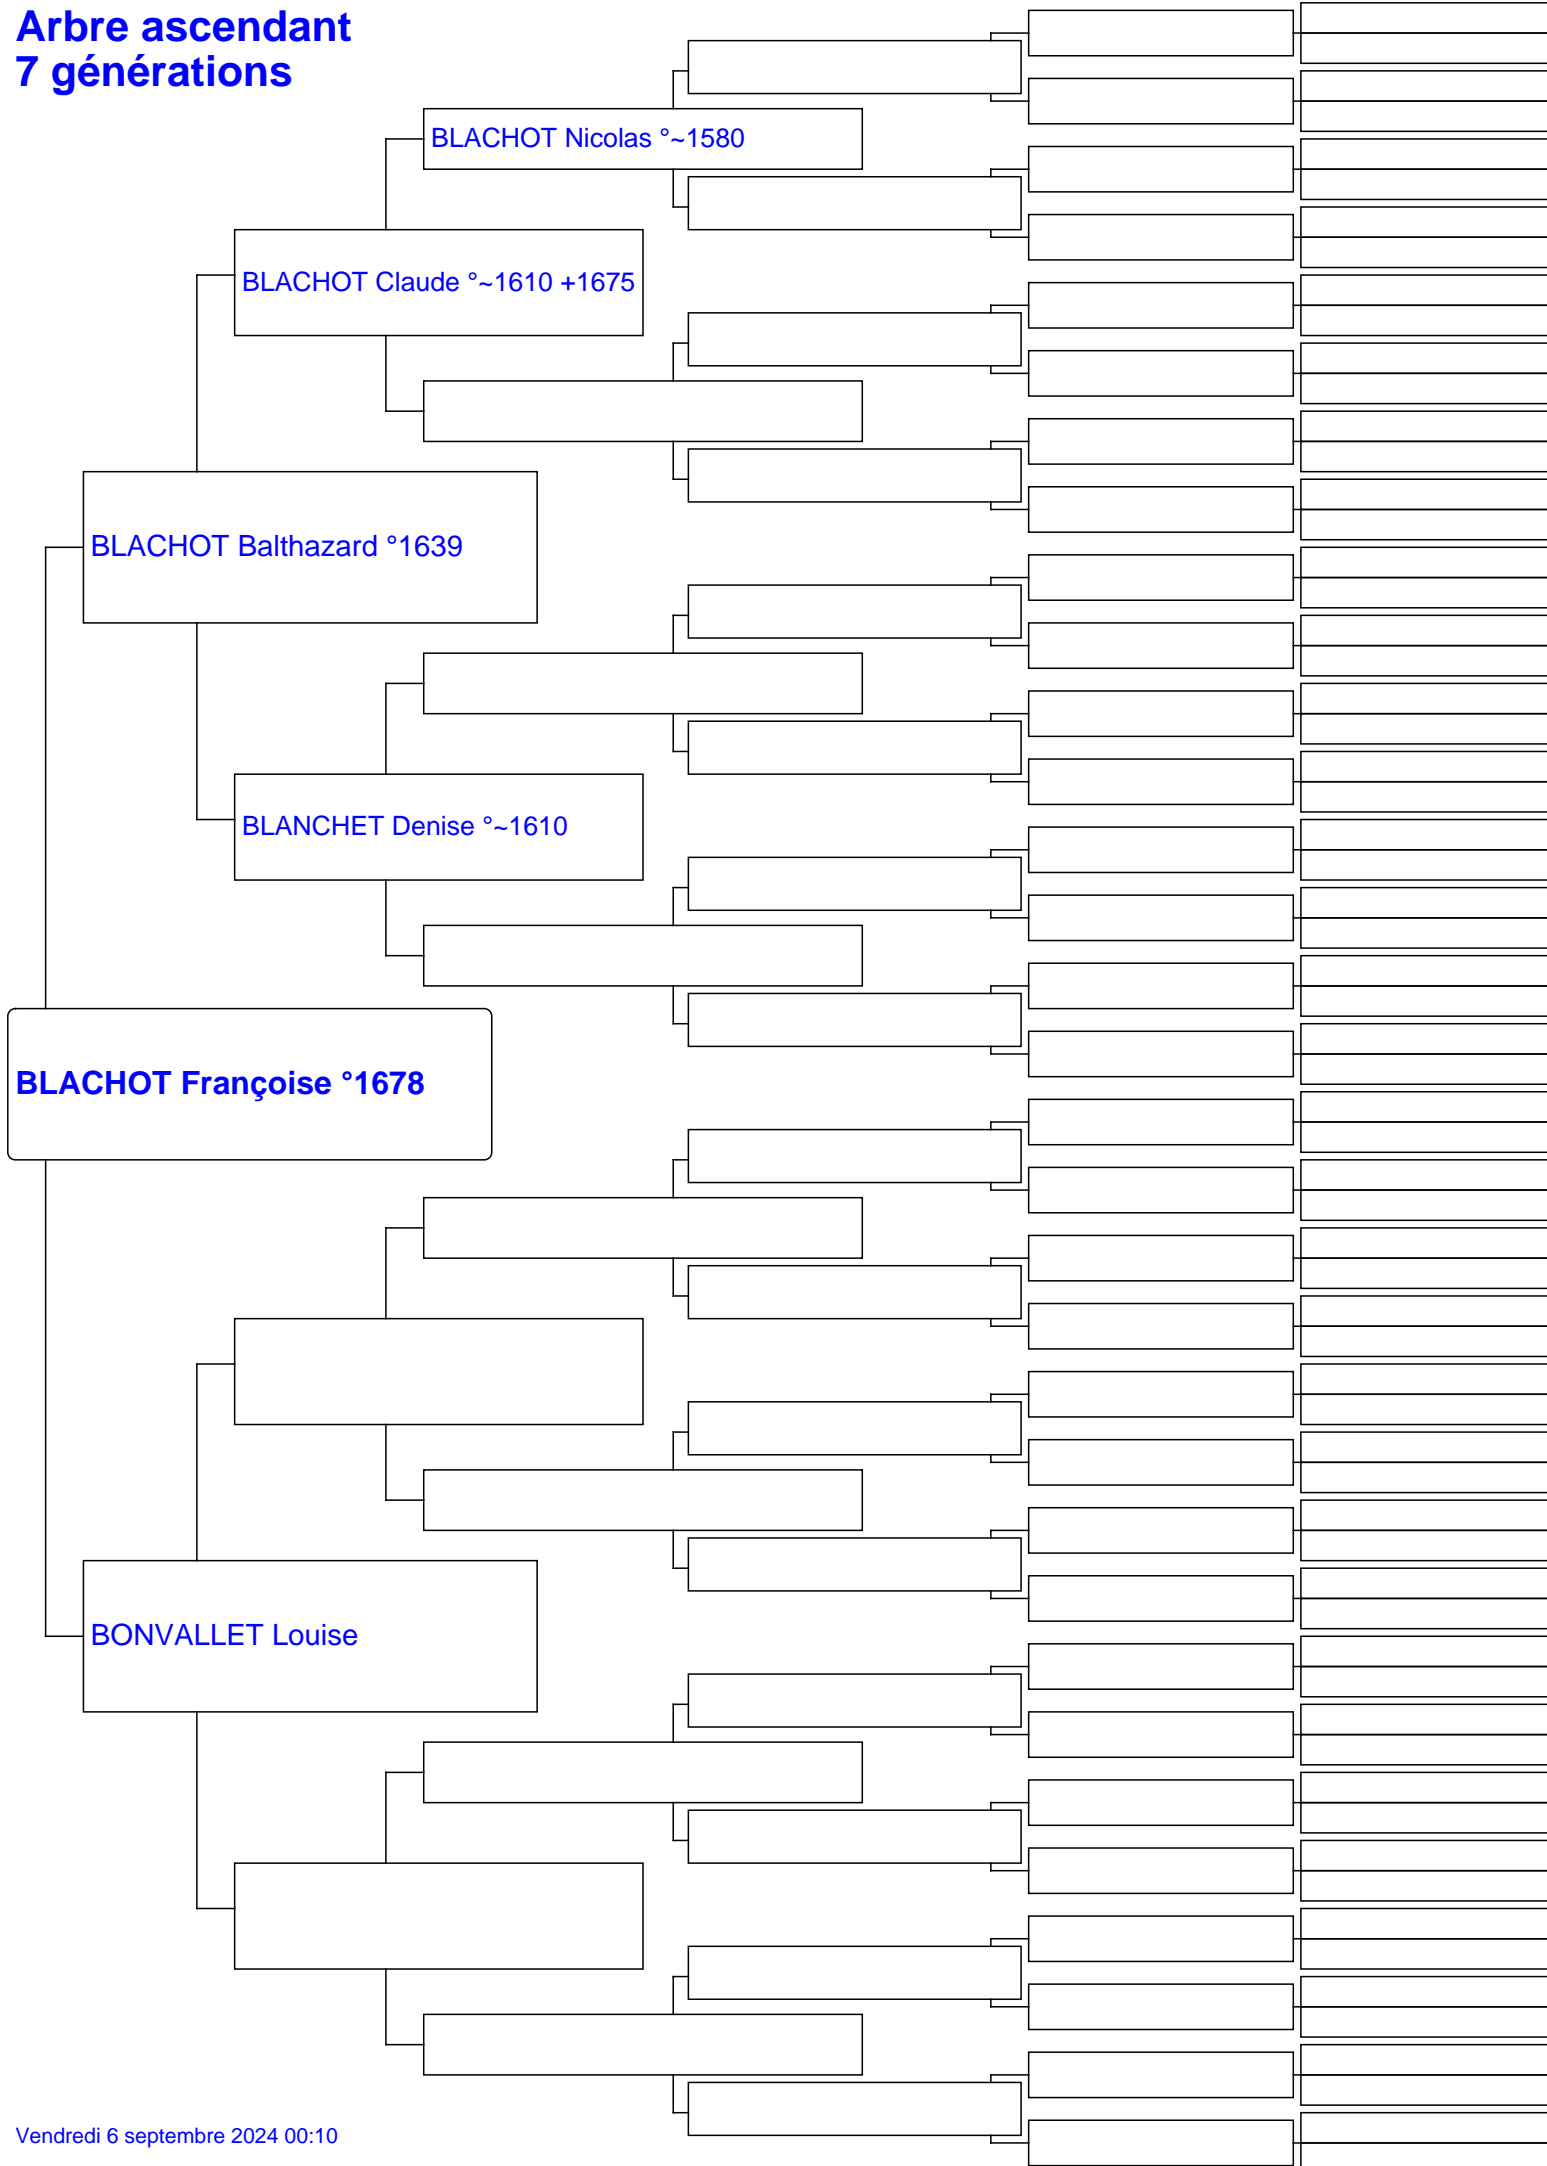 Arbre ascendant
7 générations
BLACHOT Nicolas °~1580
BLACHOT Claude °~1610 +1675
BLACHOT Balthazard °1639
BLANCHET Denise °~1610
BLACHOT Françoise °1678
BONVALLET Louise
Vendredi 6 septembre 2024 00:10